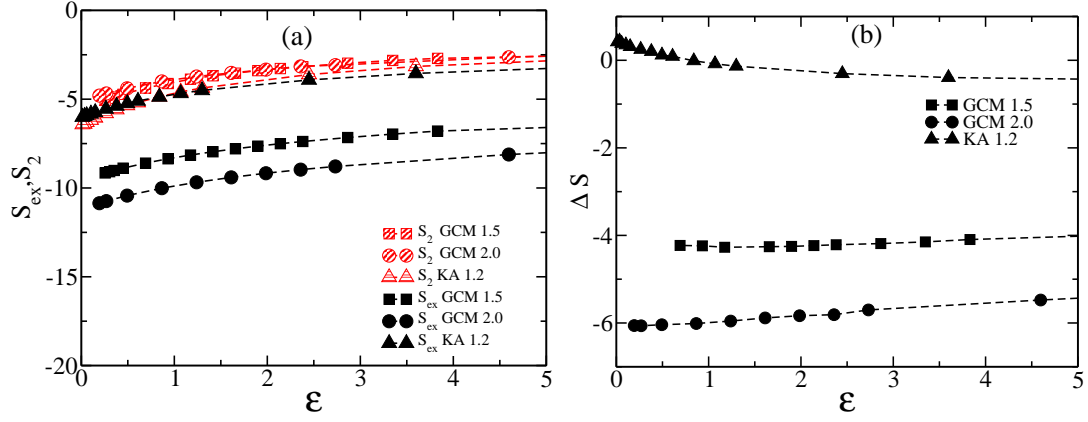 (a)
0
-5
-10
-15
-20
S_ex,S_2
S_2 GCM 1.5
S_2 GCM 2.0
S_2 KA 1.2
S_ex GCM 1.5
S_ex GCM 2.0
S_ex KA 1.2
0 1 2 3 4 5
ε
(b)
0
-2
-4
-6
Δ S
GCM 1.5
GCM 2.0
KA 1.2
0 1 2 3 4 5
ε